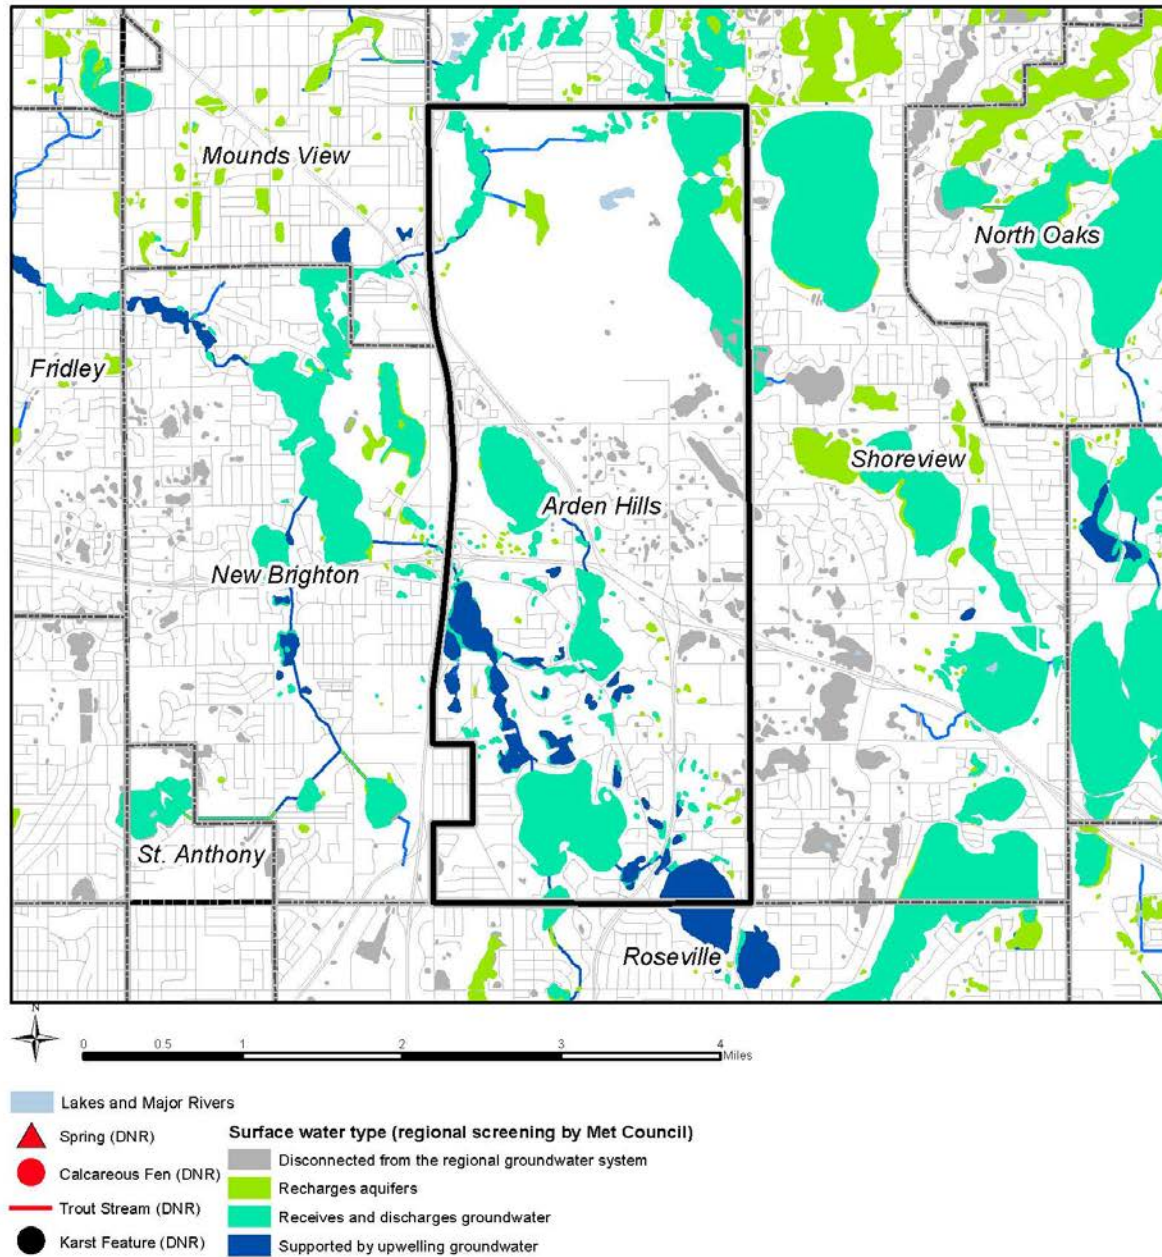 Mounds View
North Oaks
Fridley
Shoreview
Arden Hills
New Brighton
St. Anthony
Roseville
N
0 0.5 1 2 3 4
Miles
Lakes and Major Rivers
Spring (DNR)
Calcareous Fen (DNR)
Trout Stream (DNR)
Karst Feature (DNR)
Surface water type (regional screening by Met Council)
Disconnected from the regional groundwater system
Recharges aquifers
Receives and discharges groundwater
Supported by upwelling groundwater